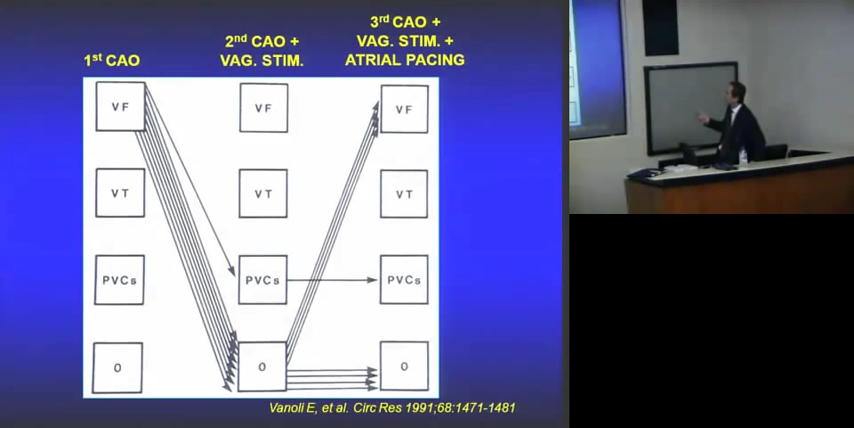 1st CAO
2nd CAO +
VAG. STIM.
3rd CAO +
VAG. STIM. +
ATRIAL PACING
VF
VF
VF
VT
VT
VT
PVCs
PVCs
PVCs
0
0
0
Vanoli E, et al. Circ Res 1991;68:1471-1481